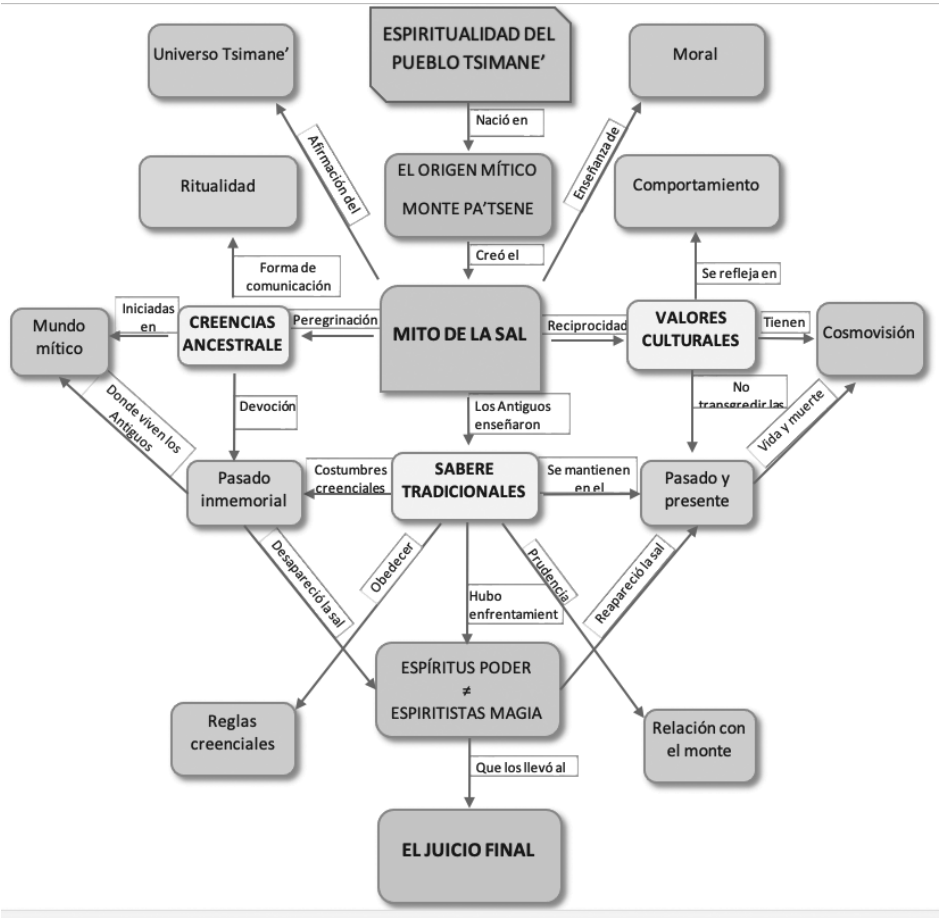 ESPIRITUALIDAD DEL
PUEBLO TSIMANE’
Universo Tsimane’
Moral
Nació en
Afirmación del
Enseñanza de
EL ORIGEN MÍTICO
MONTE PA’TSENE
Ritualidad
Comportamiento
Creó el
Forma de
comunicación
Se refleja en
Mundo
mítico
Iniciadas
en
CREENCIAS
ANCESTRALE
Peregrinación
MITO DE LA SAL
Reciprocidad
VALORES
CULTURALES
Tienen
Cosmovisión
Donde viven los
Antiguos
Devoción
Los Antiguos
enseñaron
No
transgredir las
Vida y muerte
Pasado
inmemorial
Costumbres
creenciales
SABERE
TRADICIONALES
Se mantienen
en el
Pasado y
presente
Desapareció la sal
Obedecer
Hubo
enfrentamient
Prudencia
Reapareció la sal
ESPÍRITUS PODER
≠
ESPIRITISTAS MAGIA
Reglas
creenciales
Relación con
el monte
Que los llevó al
EL JUICIO FINAL